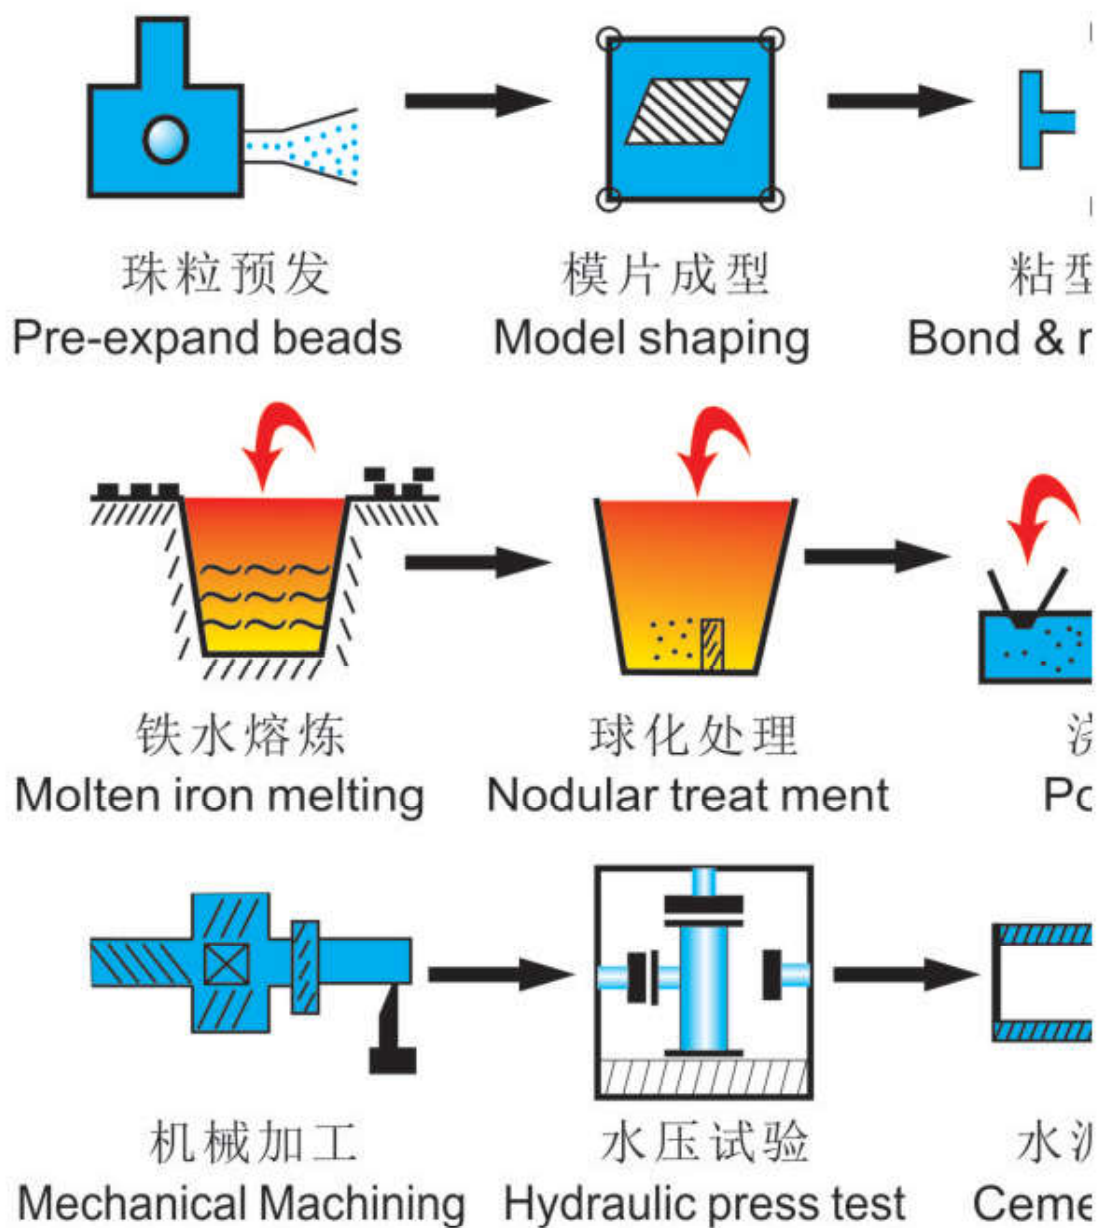 珠粒预发 模片成型 粘型
Pre-expand beads Model shaping Bond &
铁水熔炼 球化处理
Molten iron melting Nodular treat ment
机械加工 水压试验 水
Mechanical Machining Hydraulic press test